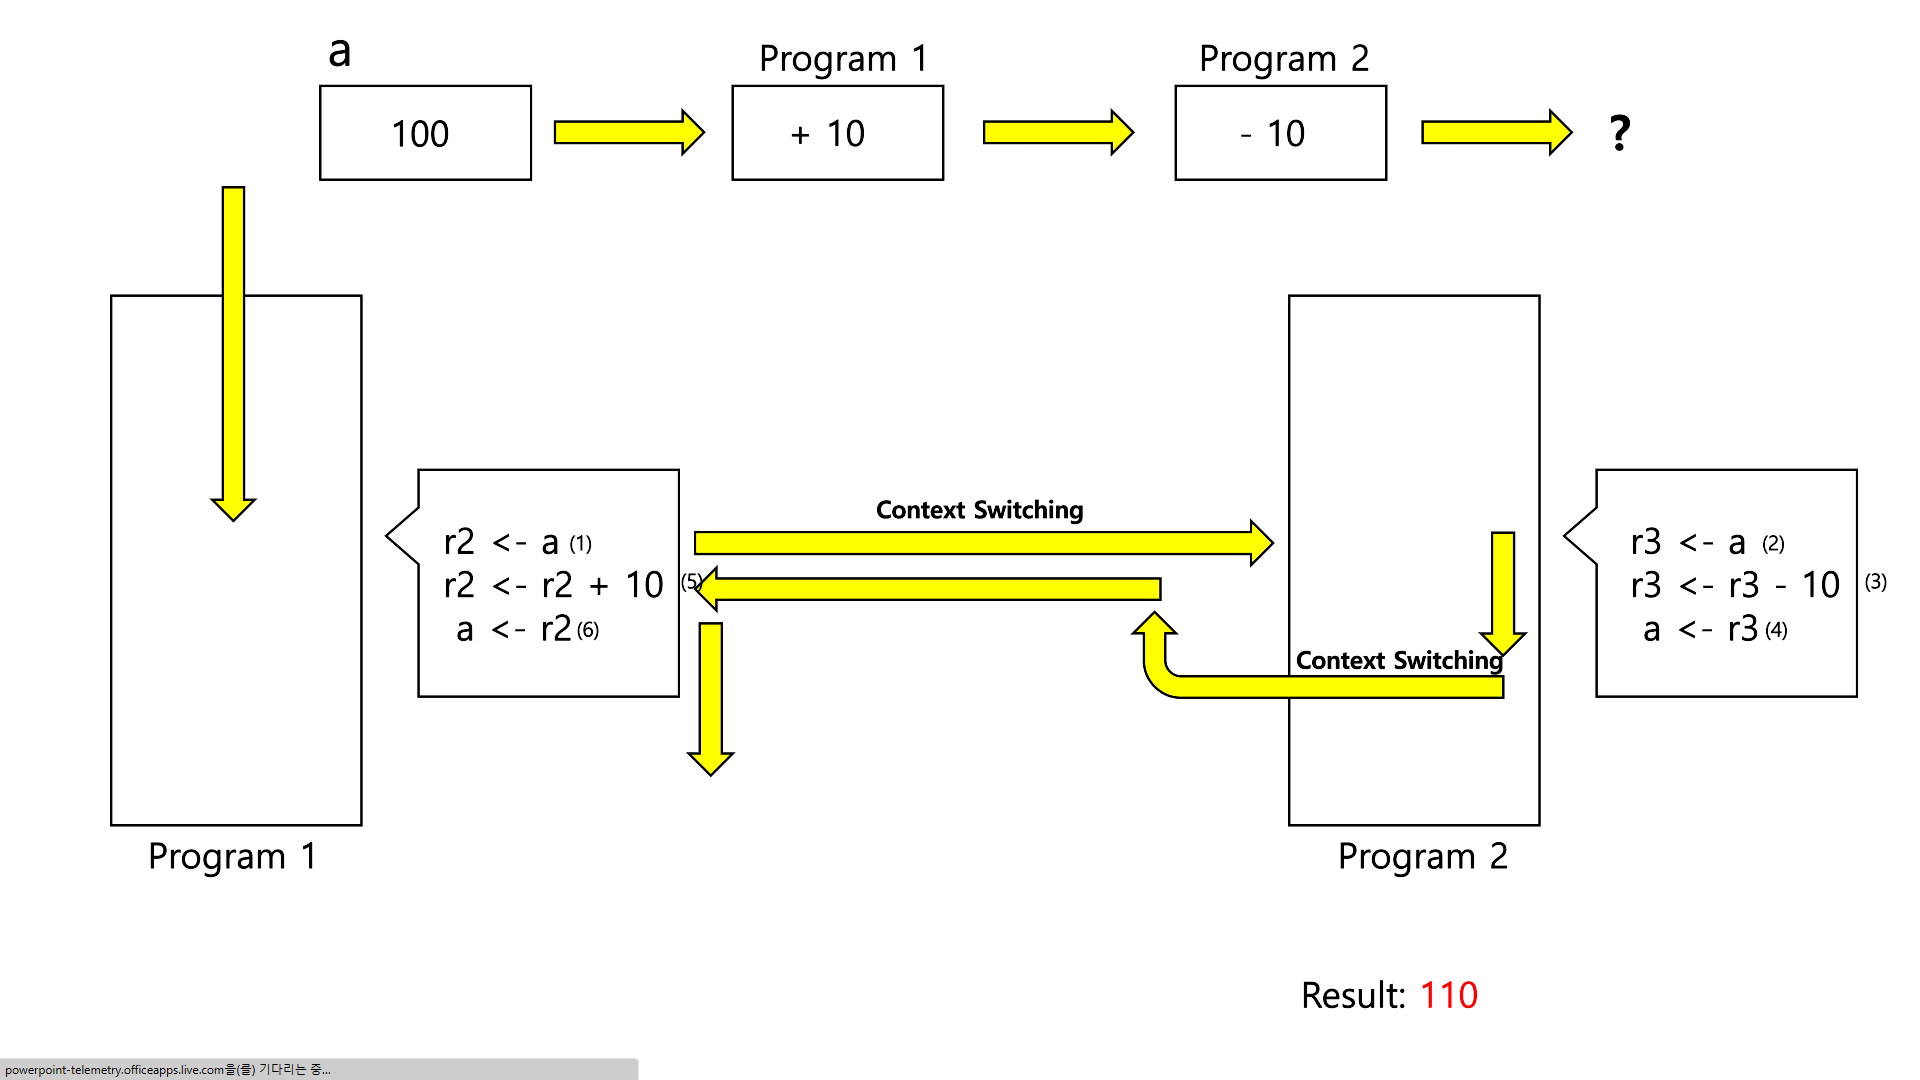 a
Program 1
Program 2
100
+ 10
- 10
?
Context Switching
r2 <- a (1)
r2 <- r2 + 10 (5)
a <- r2 (6)
r3 <- a (2)
r3 <- r3 - 10 (3)
a <- r3 (4)
Context Switching
Program 1
Program 2
Result: 110
powerpoint-telemetry.officeapps.live.com을(를) 기다리는 중...